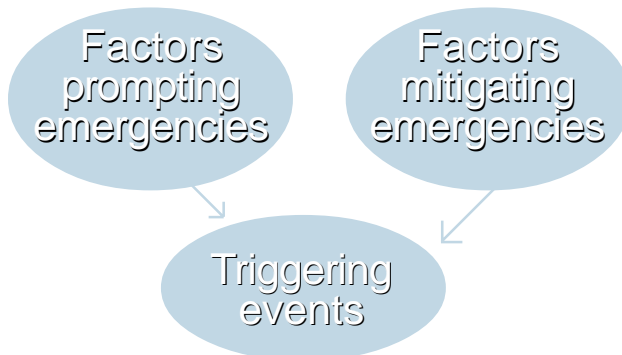 Factors
prompting
emergencies
Factors
mitigating
emergencies
Triggering
events